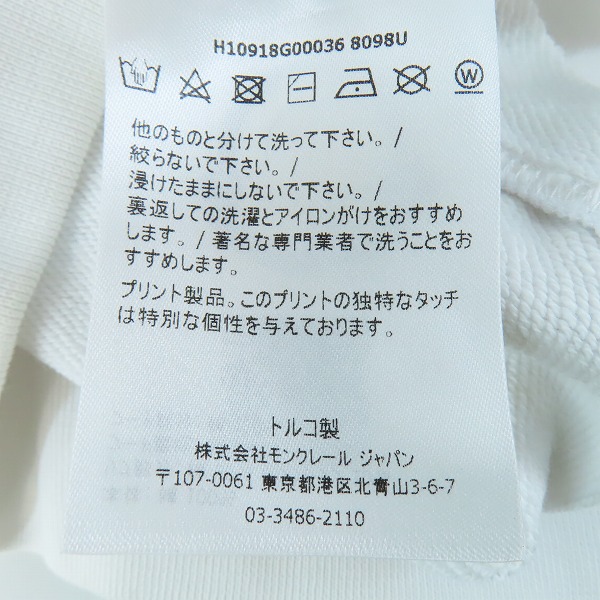 H10918G00036 8098U
40
W
他のものと分けて洗って下さい。/
絞らないで下さい。/
浸けたままにしないで下さい。/
裏返しての洗濯とアイロンがけをおすすめ
します。/ 著名な専門業者で洗うことをお
すすめします。
プリント製品。このプリントの独特なタッチ
は特別な個性を与えております。
トルコ製
株式会社モンクレール ジャパン
〒107-0061 東京都港区北青山3-6-7
03-3486-2110